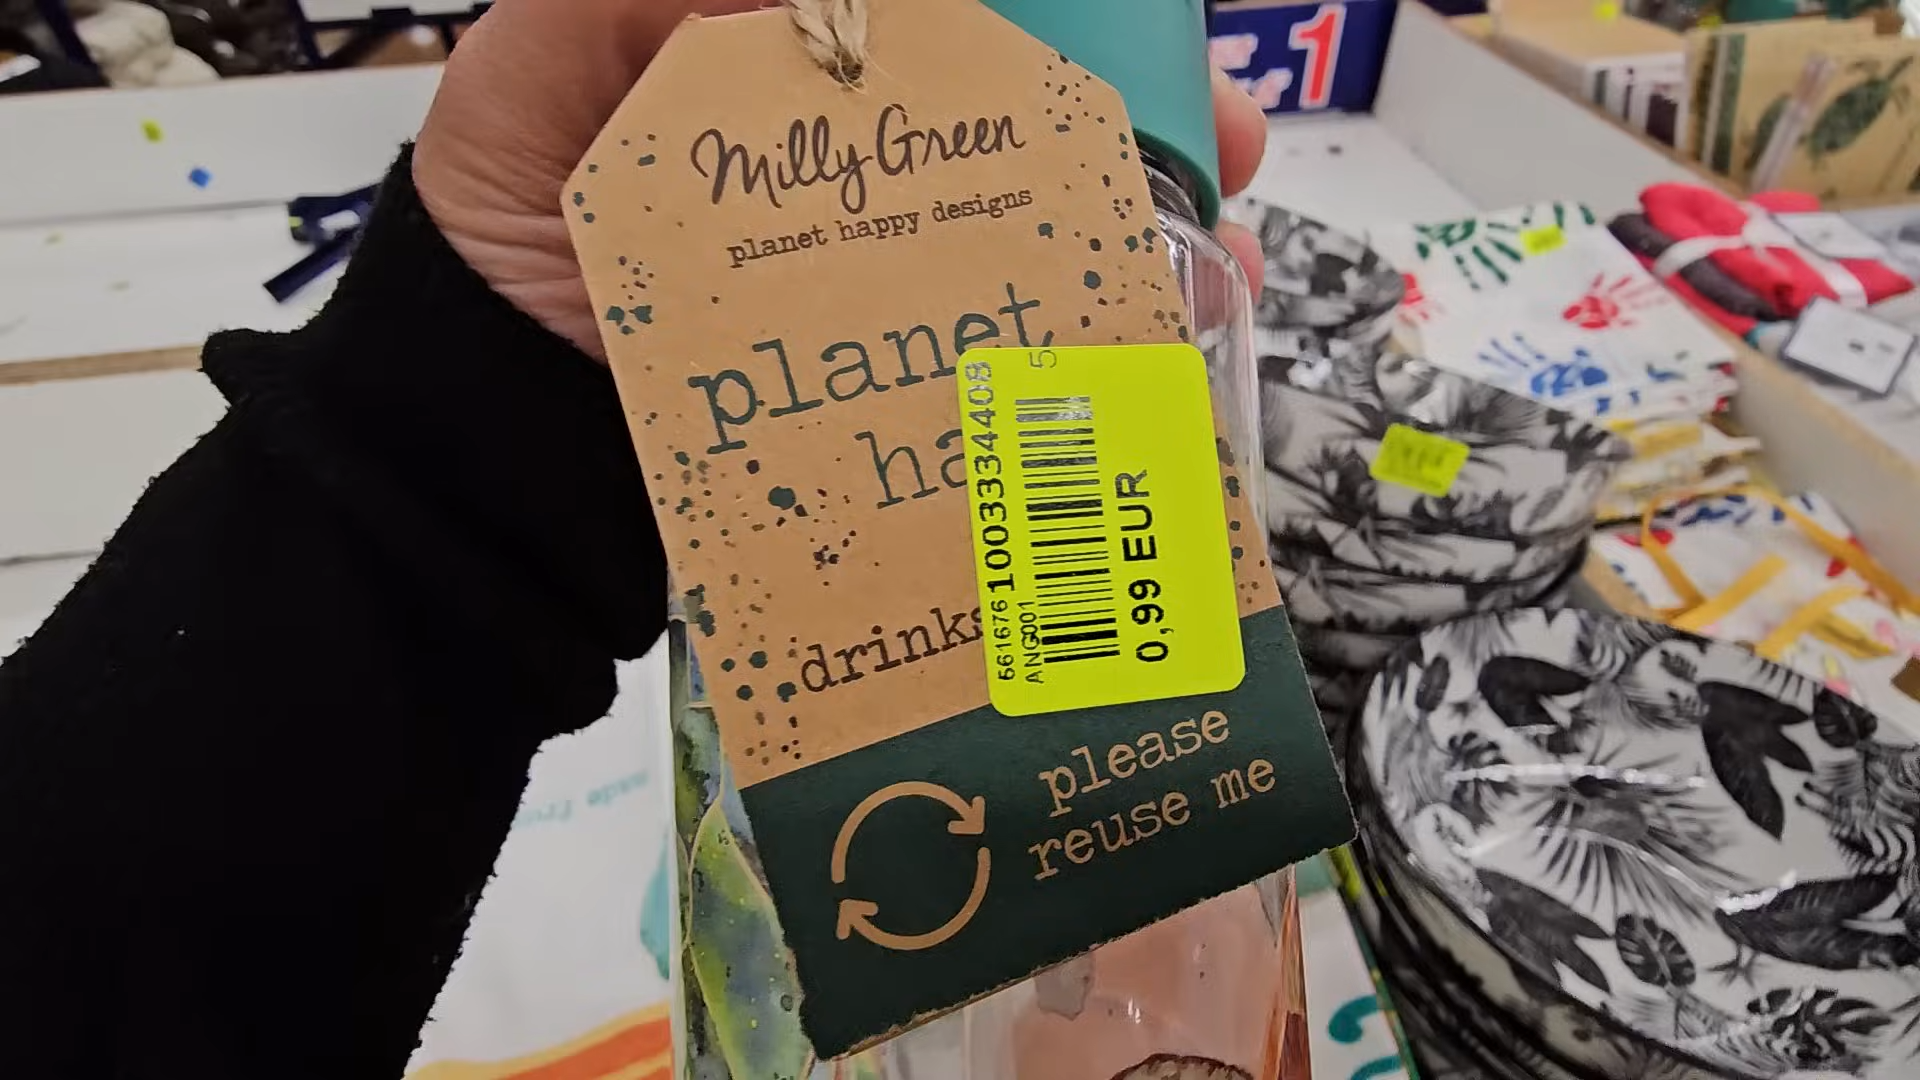 1
Milly Green
planet happy designs
planet
ha
drinks
5
561676 1003334408
ANG001
0,99 EUR
please
reuse me